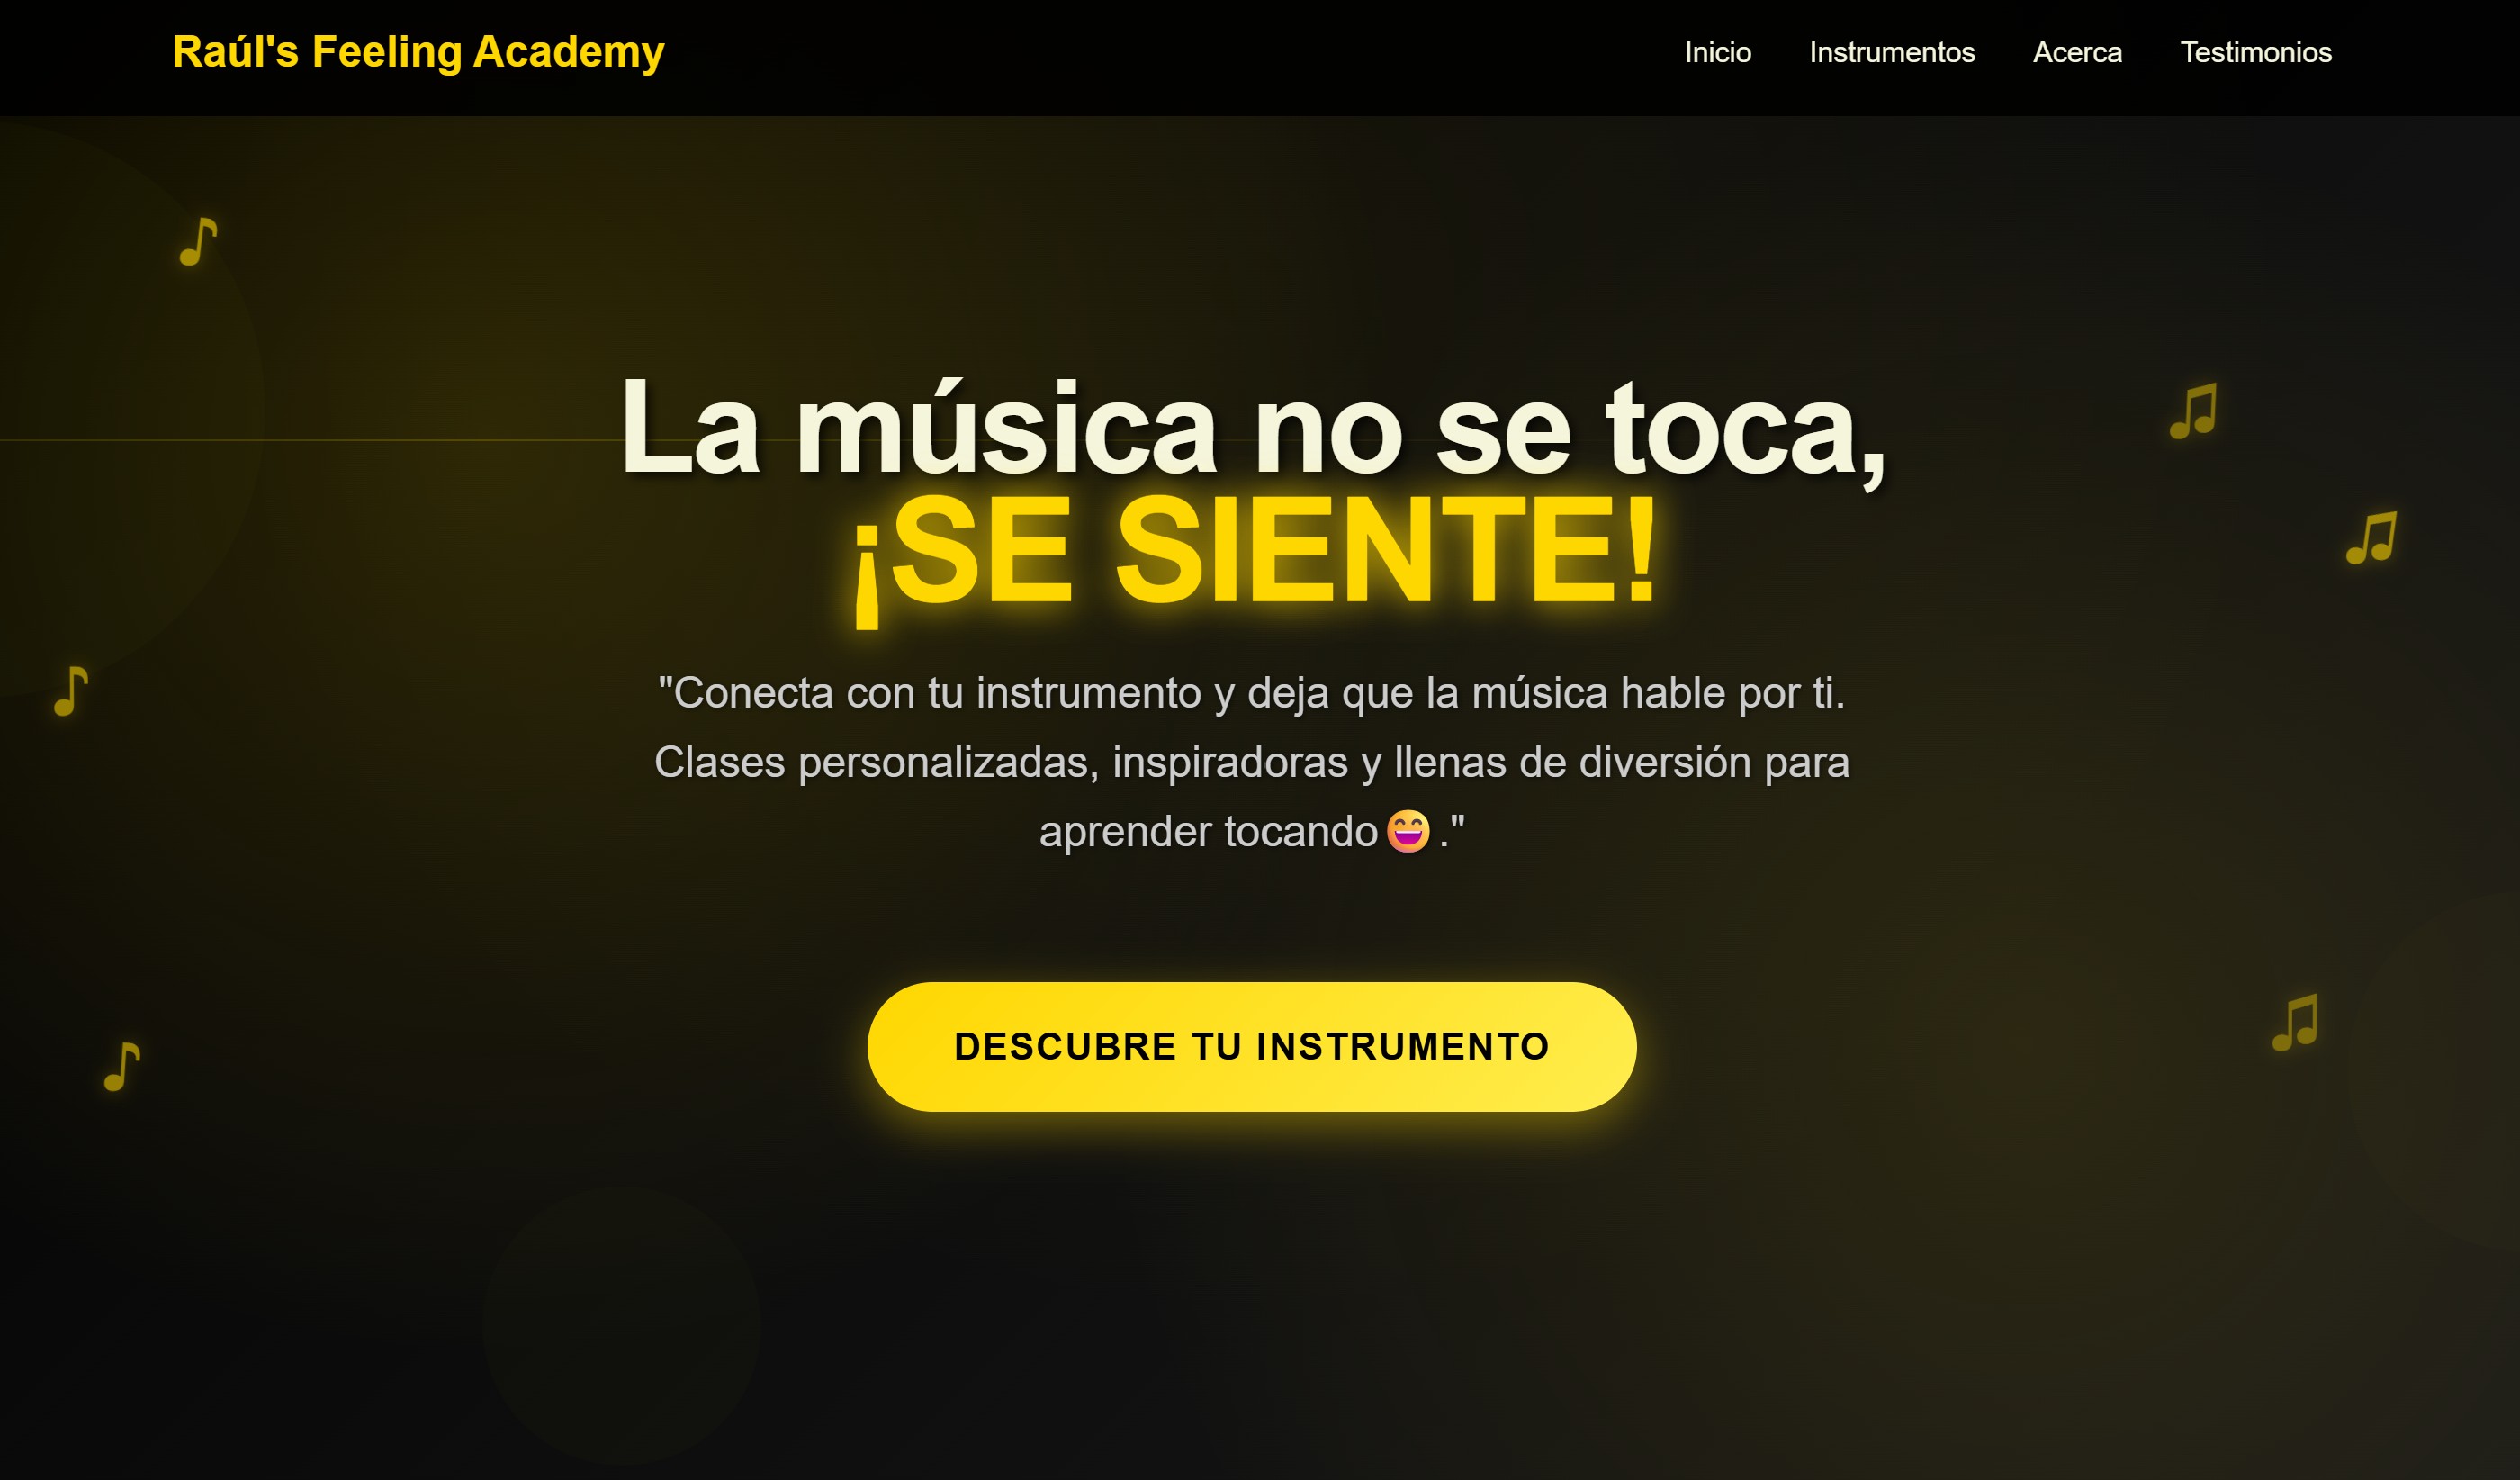 Raúl's Feeling Academy
Inicio Instrumentos Acerca Testimonios
La música no se toca,
¡SE SIENTE!
"Conecta con tu instrumento y deja que la música hable por ti.
Clases personalizadas, inspiradoras y llenas de diversión para
aprender tocando😄."
DESCUBRE TU INSTRUMENTO